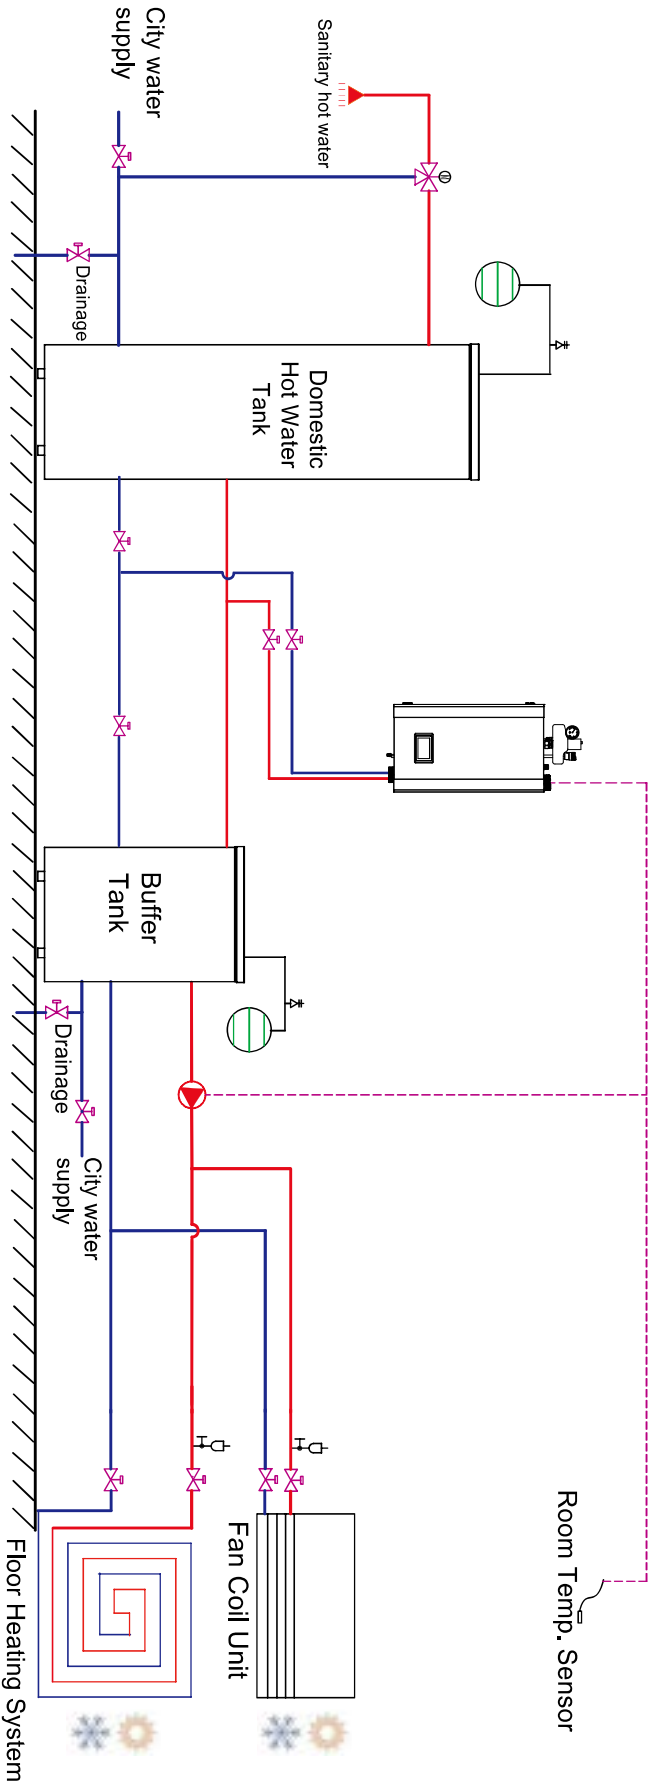 City water
supply
Sanitary hot water
Drainage
Domestic
Hot Water
Tank
Buffer
Tank
Drainage
City water
supply
Fan Coil Unit
Floor Heating System
Room Temp. Sensor
M